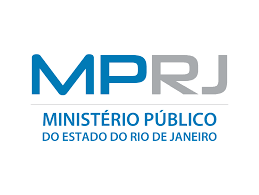 MPRJ
MINISTÉRIO PÚBLICO
DO ESTADO DO RIO DE JANEIRO